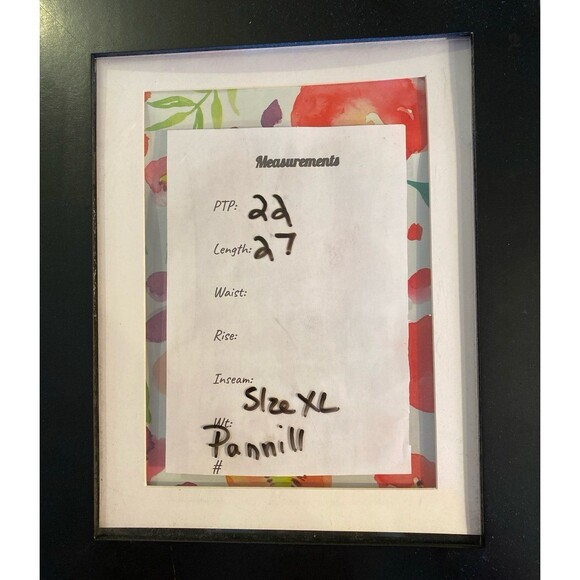 Measurements
PTP: 22
Length: 27
Waist:
Rise:
Inseam:
SIze XL
Wt:
Pannill
#